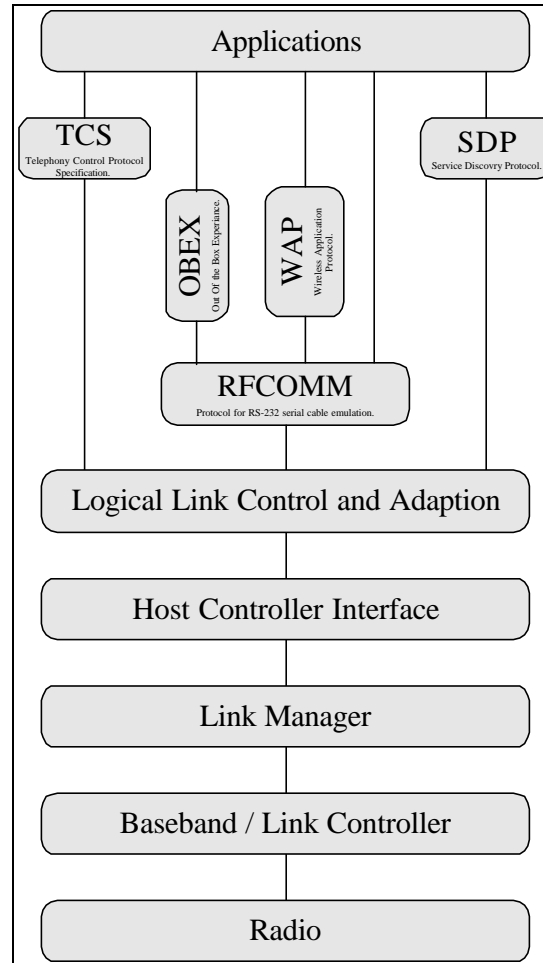 Applications
TCS
Telephony Control Protocol
Specification.
SDP
Service Discovry Protocol.
OBEX
Out Of the Box Experiance.
WAP
Wireless Application
Protocol.
RFCOMM
Protocol for RS-232 serial cable emulation.
Logical Link Control and Adaption
Host Controller Interface
Link Manager
Baseband / Link Controller
Radio